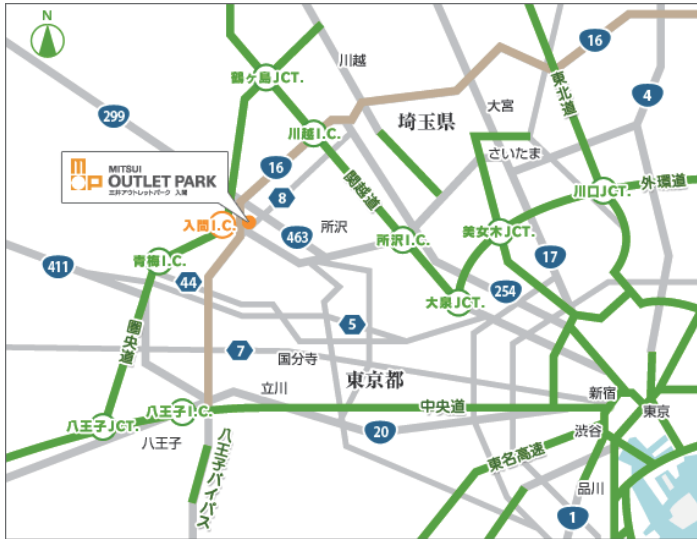 N
鶴ヶ島JCT.
川越
16
東北道
4
299
川越I.C.
埼玉県
大宮
さいたま
MITSUI
OUTLET PARK
三井アウトレットパーク 入間
16
8
関越道
川口JCT.
外環道
入間I.C.
463
所沢
所沢I.C.
美女木JCT.
411
青梅I.C.
44
17
大泉JCT.
254
圏央道
5
7
国分寺
立川
東京都
新宿
八王子JCT.
八王子I.C.
中央道
東京
八王子
20
渋谷
八王子バイパス
東名高速
品川
1